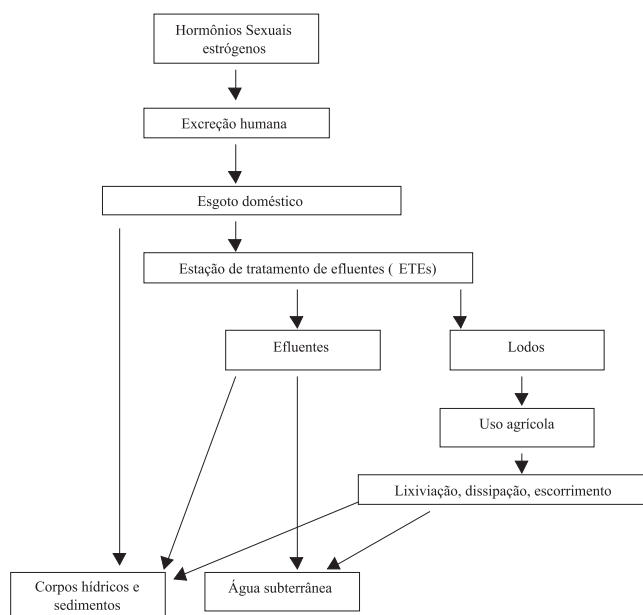 Hormônios Sexuais
estrógenos
Excreção humana
Esgoto doméstico
Estação de tratamento de efluentes ( ETEs)
Efluentes
Lodos
Uso agrícola
Lixiviação, dissipação, escorrimento
Corpos hídricos e
sedimentos
Água subterrânea